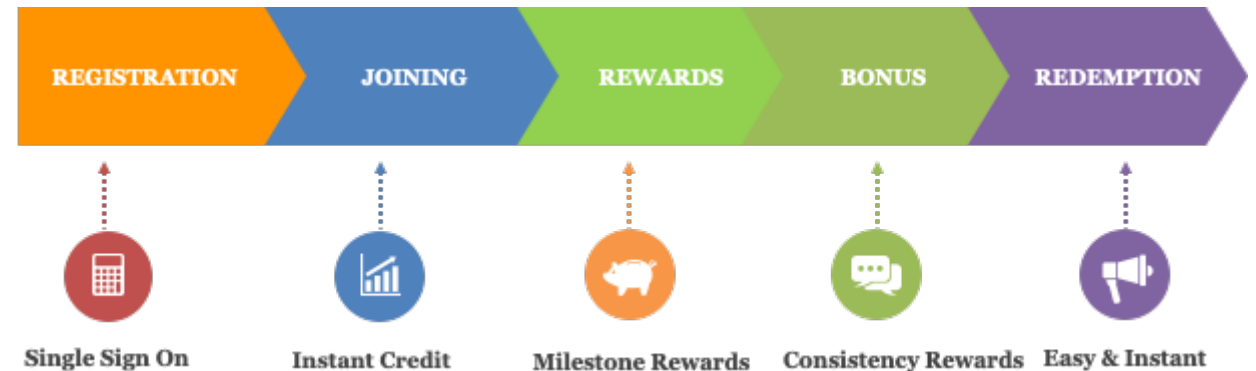 REGISTRATION
JOINING
REWARDS
BONUS
REDEMPTION
Single Sign On
Instant Credit
Milestone Rewards
Consistency Rewards
Easy & Instant